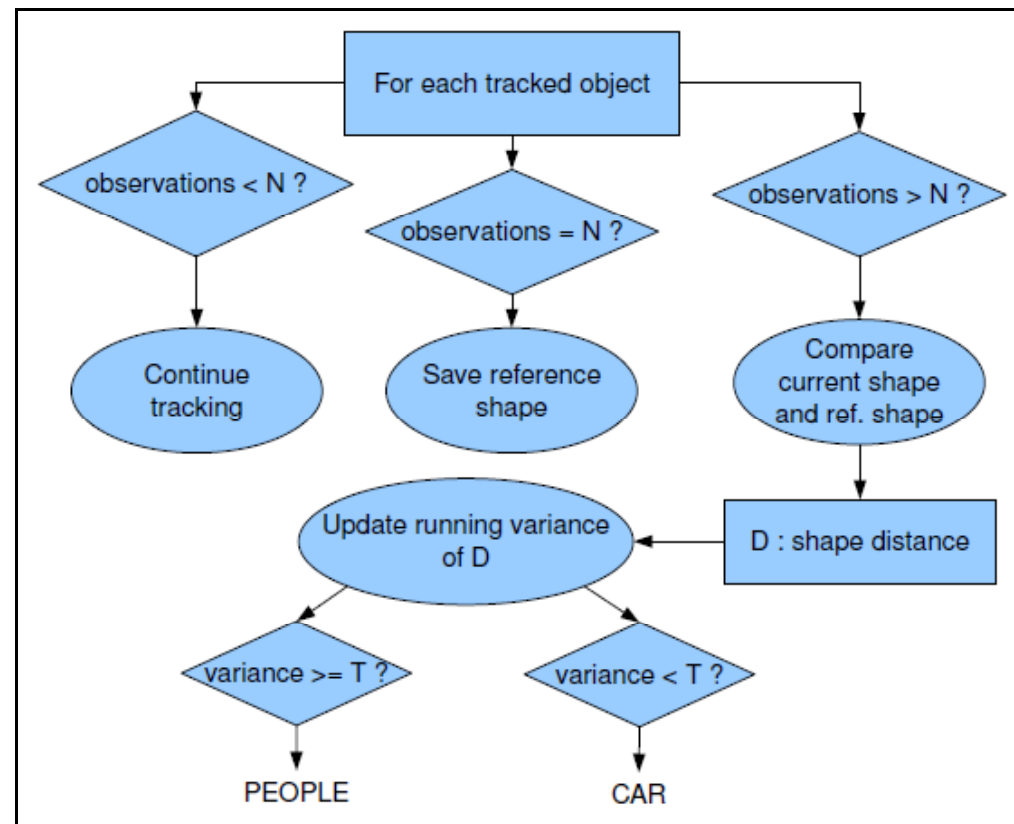 For each tracked object
observations < N ?
observations = N ?
observations > N ?
Continue
tracking
Save reference
shape
Compare
current shape
and ref. shape
Update running variance
of D
D : shape distance
variance >= T ?
variance < T ?
PEOPLE
CAR